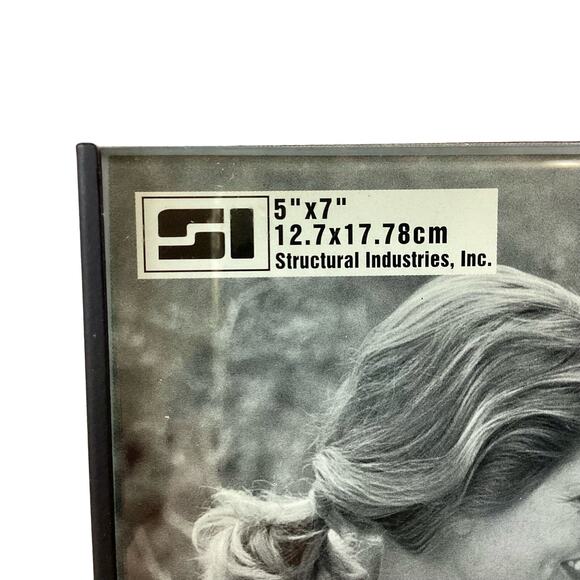 SI
5"x7"
12.7x17.78cm
Structural Industries, Inc.